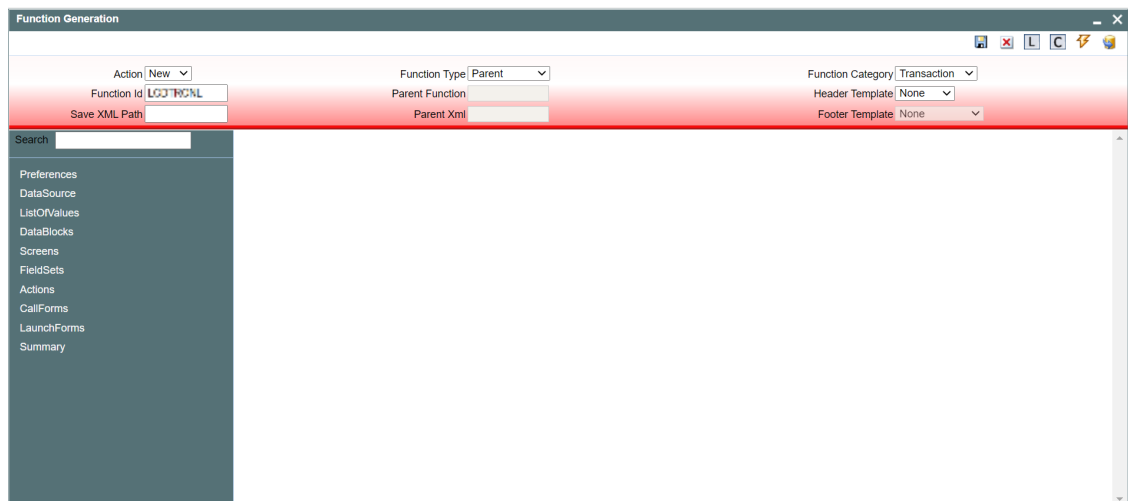 Function Generation
L C
Action New Function Type Parent Function Category Transaction
Function Id Parent Function Header Template None
Save XML Path Parent Xml Footer Template None
Search
Preferences
DataSource
ListOfValues
DataBlocks
Screens
FieldSets
Actions
CallForms
LaunchForms
Summary